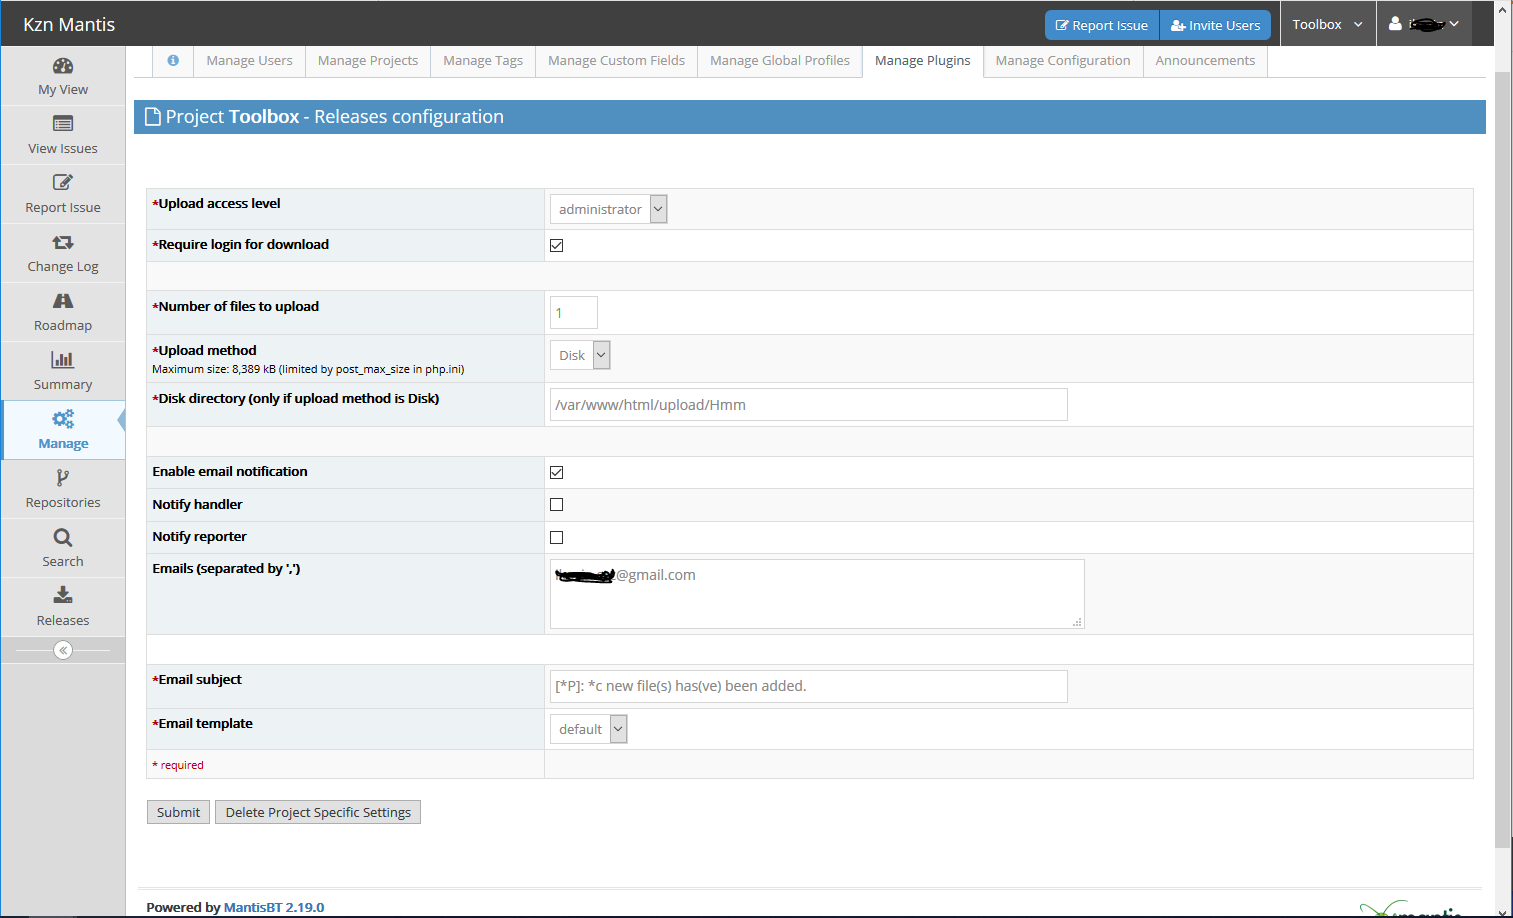 Kzn Mantis
Report Issue
Invite Users
Toolbox
Manage Users
Manage Projects
Manage Tags
Manage Custom Fields
Manage Global Profiles
Manage Plugins
Manage Configuration
Announcements
My View
View Issues
Report Issue
Change Log
Roadmap
Summary
Manage
Repositories
Search
Releases
Project Toolbox - Releases configuration
*Upload access level
administrator
*Require login for download
*Number of files to upload
1
*Upload method
Maximum size: 8,389 kB (limited by post_max_size in php.ini)
Disk
*Disk directory (only if upload method is Disk)
/var/www/html/upload/Hmm
Enable email notification
Notify handler
Notify reporter
Emails (separated by ',')
@gmail.com
*Email subject
[*P]: *c new file(s) has(ve) been added.
*Email template
default
* required
Submit
Delete Project Specific Settings
Powered by MantisBT 2.19.0